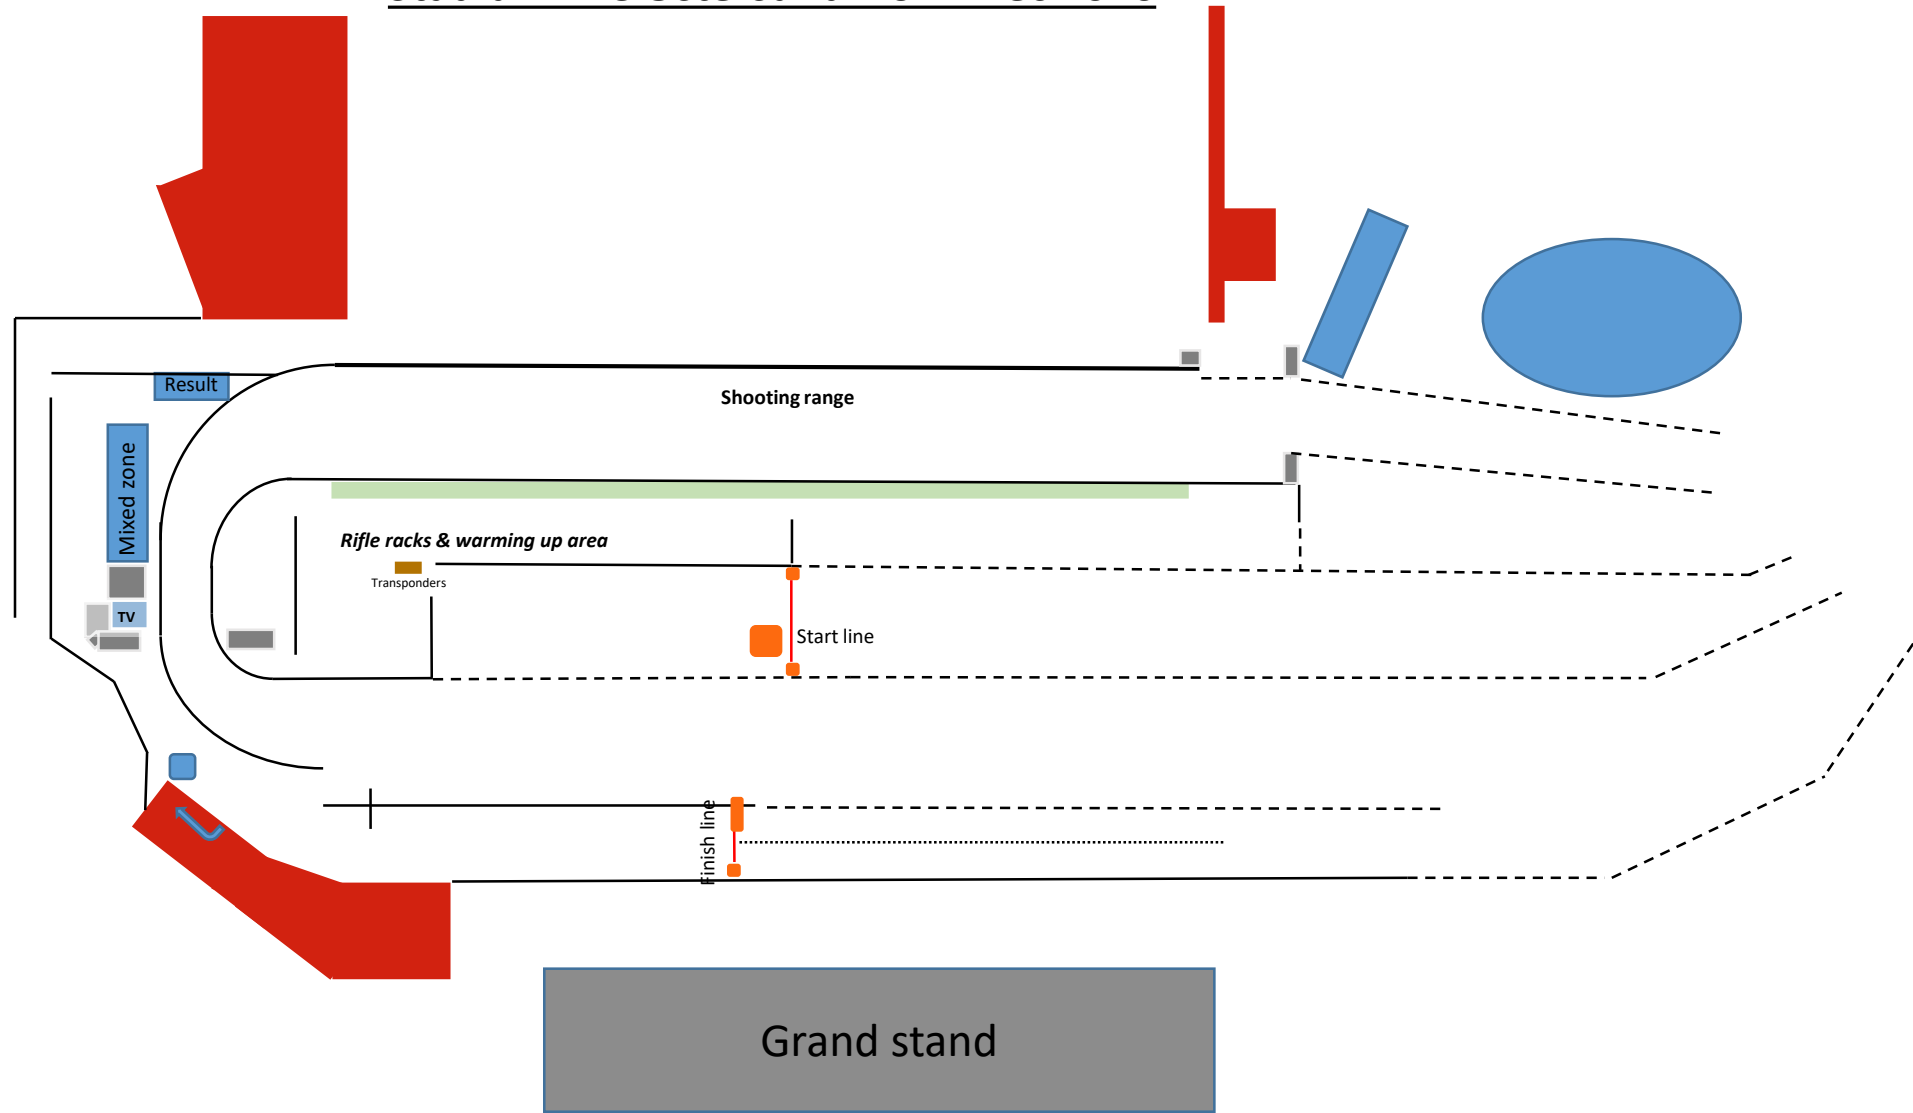 Result
Shooting range
Mixed zone
Rifle racks & warming up area
Transponders
TV
Start line
Finish line
Grand stand